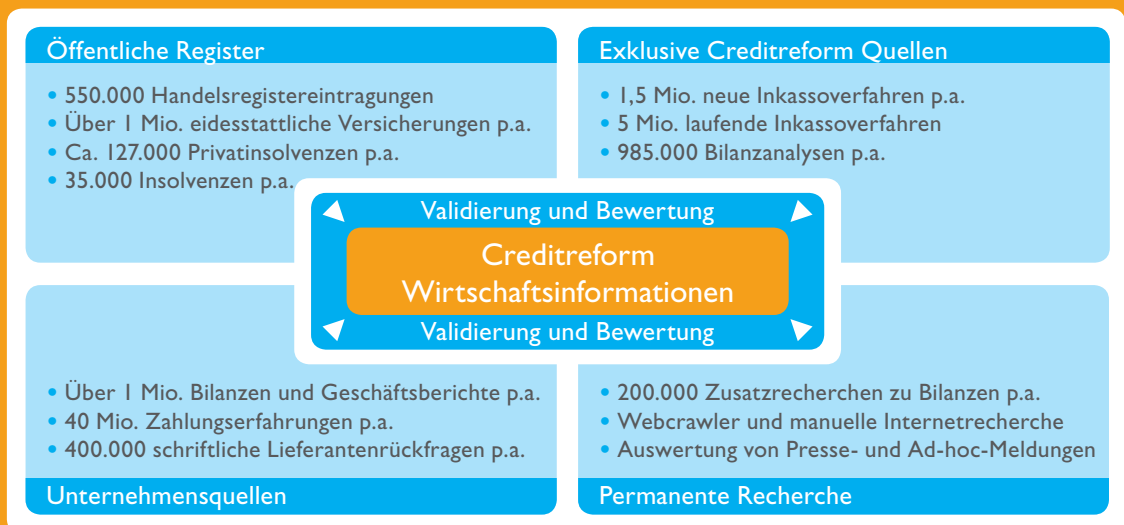 Öffentliche Register
• 550.000 Handelsregistereintragungen
• Über 1 Mio. eidesstattliche Versicherungen p.a.
• Ca. 127.000 Privatinsolvenzen p.a.
• 35.000 Insolvenzen p.a.
Exklusive Creditreform Quellen
• 1,5 Mio. neue Inkassoverfahren p.a.
• 5 Mio. laufende Inkassoverfahren
• 985.000 Bilanzanalysen p.a.
Validierung und Bewertung
Creditreform
Wirtschaftsinformationen
Validierung und Bewertung
• Über 1 Mio. Bilanzen und Geschäftsberichte p.a.
• 40 Mio. Zahlungserfahrungen p.a.
• 400.000 schriftliche Lieferantenrückfragen p.a.
Unternehmensquellen
• 200.000 Zusatzrecherchen zu Bilanzen p.a.
• Webcrawler und manuelle Internetrecherche
• Auswertung von Presse- und Ad-hoc-Meldungen
Permanente Recherche